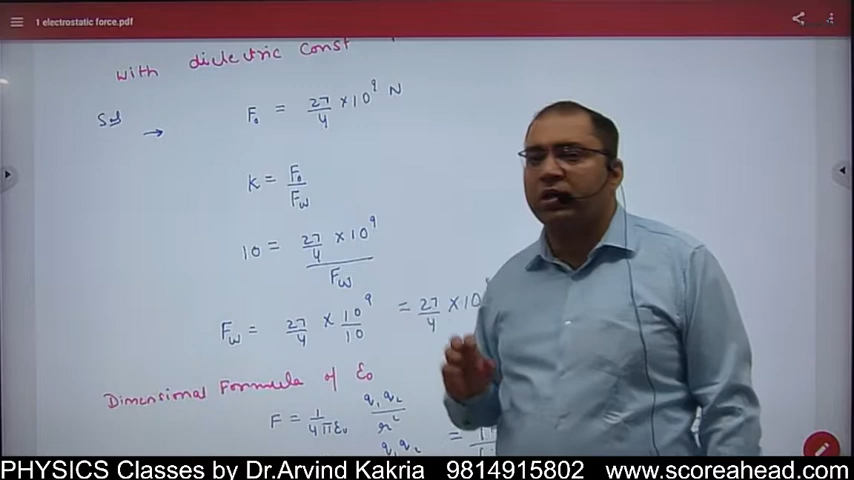 1 electrostatic force.pdf
with dielectric Const
Sol → F₀ = 27/4 × 10⁹ N
K = F₀/F_W
10 = (27/4 × 10⁹)/F_W
F_W = 27/4 × 10⁹/10 = 27/4 × 10
Dimensional Formula of ε₀
F = 1/4πε₀ q₁q₂/r²
q₁q₂ =
PHYSICS Classes by Dr.Arvind Kakria 9814915802 www.scoreahead.com